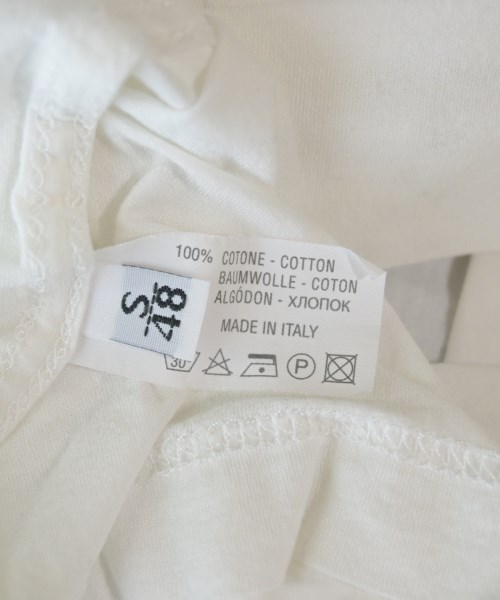 100% COTONE - COTTON
BAUMWOLLE - COTON
ALGÓDON - ХЛОПОК
MADE IN ITALY
48
S
30°
P